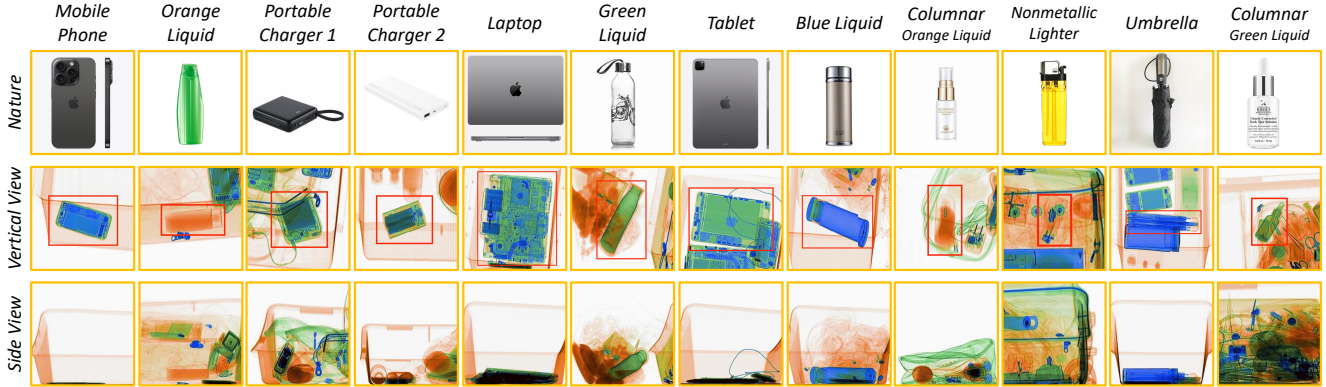 Mobile Phone
Orange Liquid
Portable Charger 1
Portable Charger 2
Laptop
Green Liquid
Tablet
Blue Liquid
Columnar Orange Liquid
Nonmetallic Lighter
Umbrella
Columnar Green Liquid
Nature
Vertical View
Side View